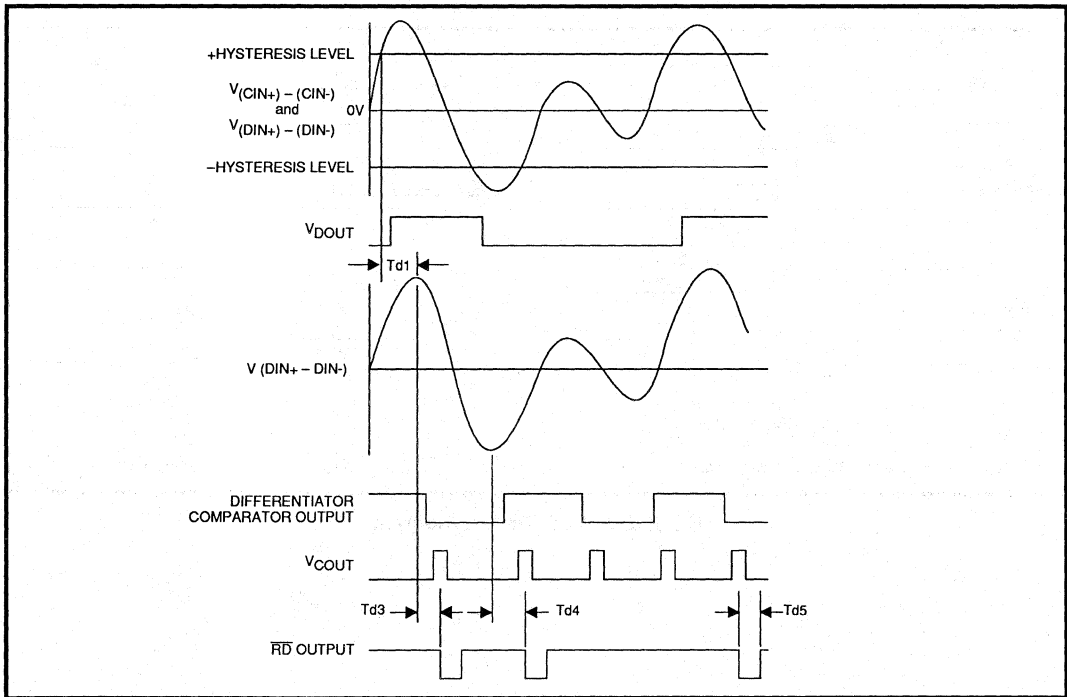 +HYSTERESIS LEVEL
V(CIN+) – (CIN-)
and
0V
V(DIN+) – (DIN-)
–HYSTERESIS LEVEL
VDOUT
Td1
V (DIN+ – DIN-)
DIFFERENTIATOR
COMPARATOR OUTPUT
VCOUT
Td3
Td4
Td5
RD OUTPUT